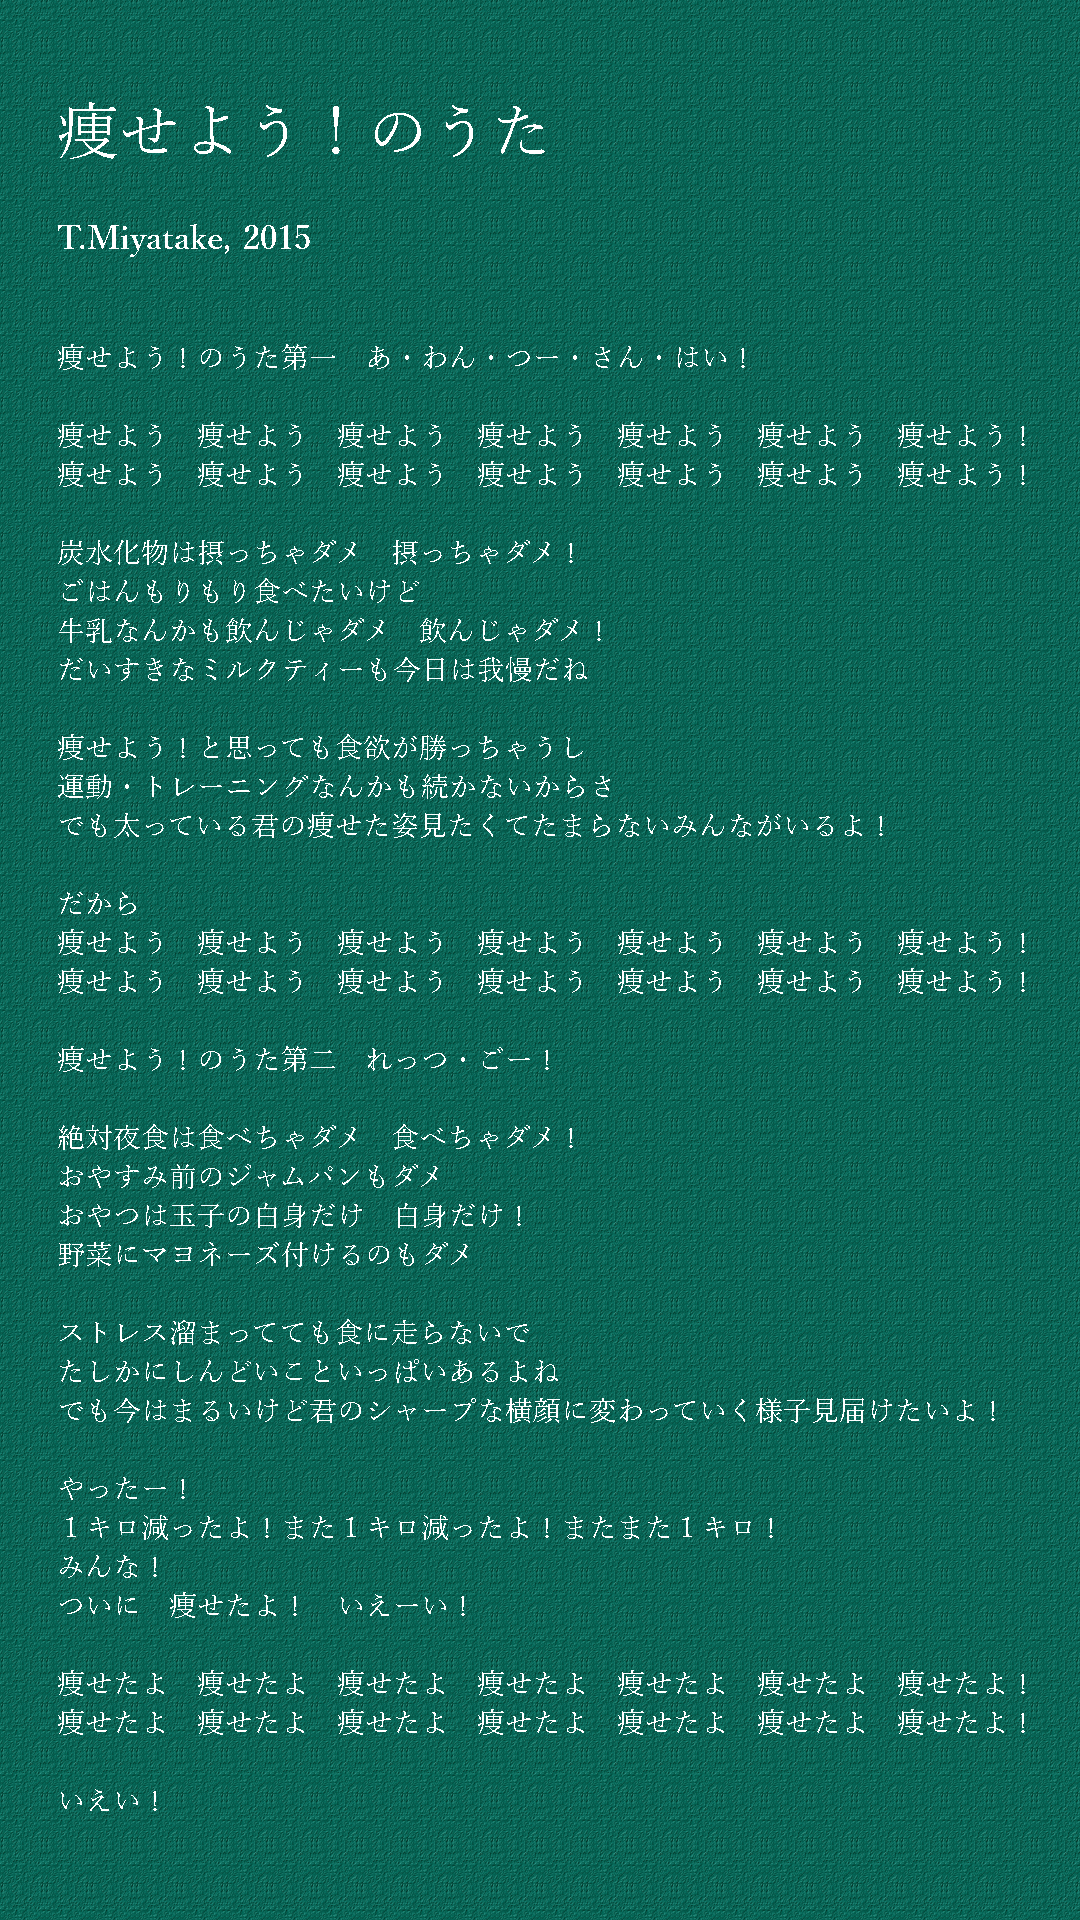 痩せよう！のうた
T.Miyatake, 2015
痩せよう！のうた第一　あ・わん・つー・さん・はい！
痩せよう　痩せよう　痩せよう　痩せよう　痩せよう　痩せよう　痩せよう！
痩せよう　痩せよう　痩せよう　痩せよう　痩せよう　痩せよう　痩せよう！
炭水化物は摂っちゃダメ　摂っちゃダメ！
ごはんもりもり食べたいけど
牛乳なんかも飲んじゃダメ　飲んじゃダメ！
だいすきなミルクティーも今日は我慢だね
痩せよう！と思っても食欲が勝っちゃうし
運動・トレーニングなんかも続かないからさ
でも太っている君の痩せた姿見たくてたまらないみんながいるよ！
だから
痩せよう　痩せよう　痩せよう　痩せよう　痩せよう　痩せよう　痩せよう！
痩せよう　痩せよう　痩せよう　痩せよう　痩せよう　痩せよう　痩せよう！
痩せよう！のうた第二　れっつ・ごー！
絶対夜食は食べちゃダメ　食べちゃダメ！
おやすみ前のジャムパンもダメ
おやつは玉子の白身だけ　白身だけ！
野菜にマヨネーズ付けるのもダメ
ストレス溜まってても食に走らないで
たしかにしんどいこといっぱいあるよね
でも今はまるいけど君のシャープな横顔に変わっていく様子見届けたいよ！
やったー！
１キロ減ったよ！また１キロ減ったよ！またまた１キロ！
みんな！
ついに　痩せたよ！　いえーい！
痩せたよ　痩せたよ　痩せたよ　痩せたよ　痩せたよ　痩せたよ　痩せたよ！
痩せたよ　痩せたよ　痩せたよ　痩せたよ　痩せたよ　痩せたよ　痩せたよ！
いえい！